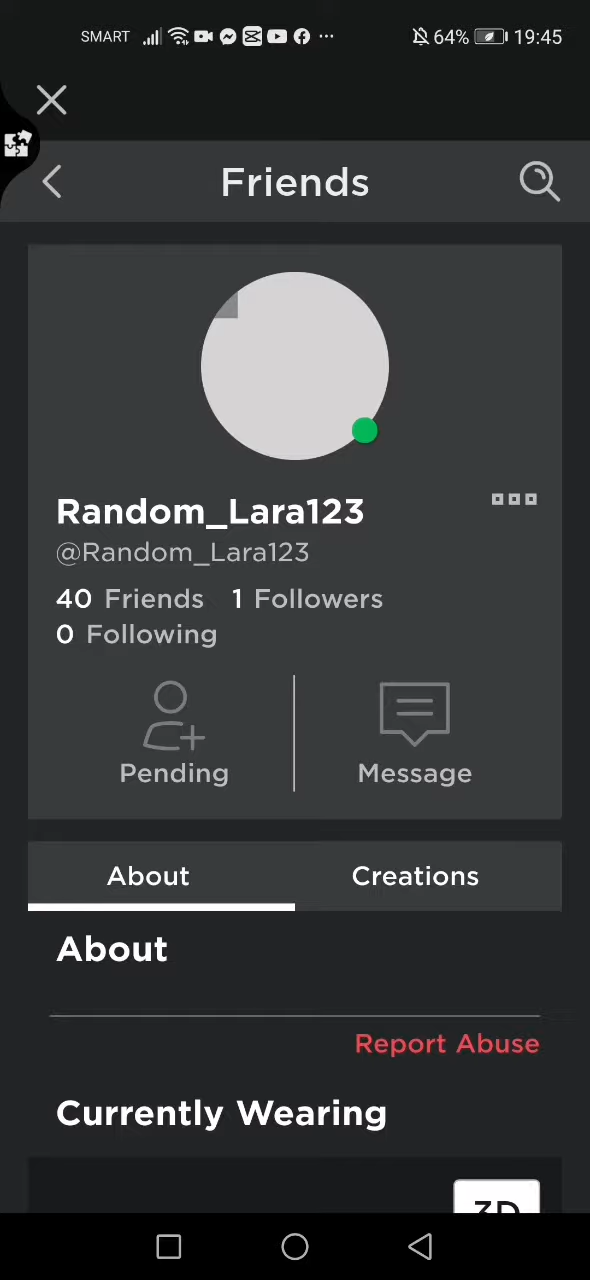 SMART 64% 19:45
Friends
Random_Lara123
@Random_Lara123
40 Friends 1 Followers
0 Following
Pending Message
About Creations
About
Report Abuse
Currently Wearing
3D